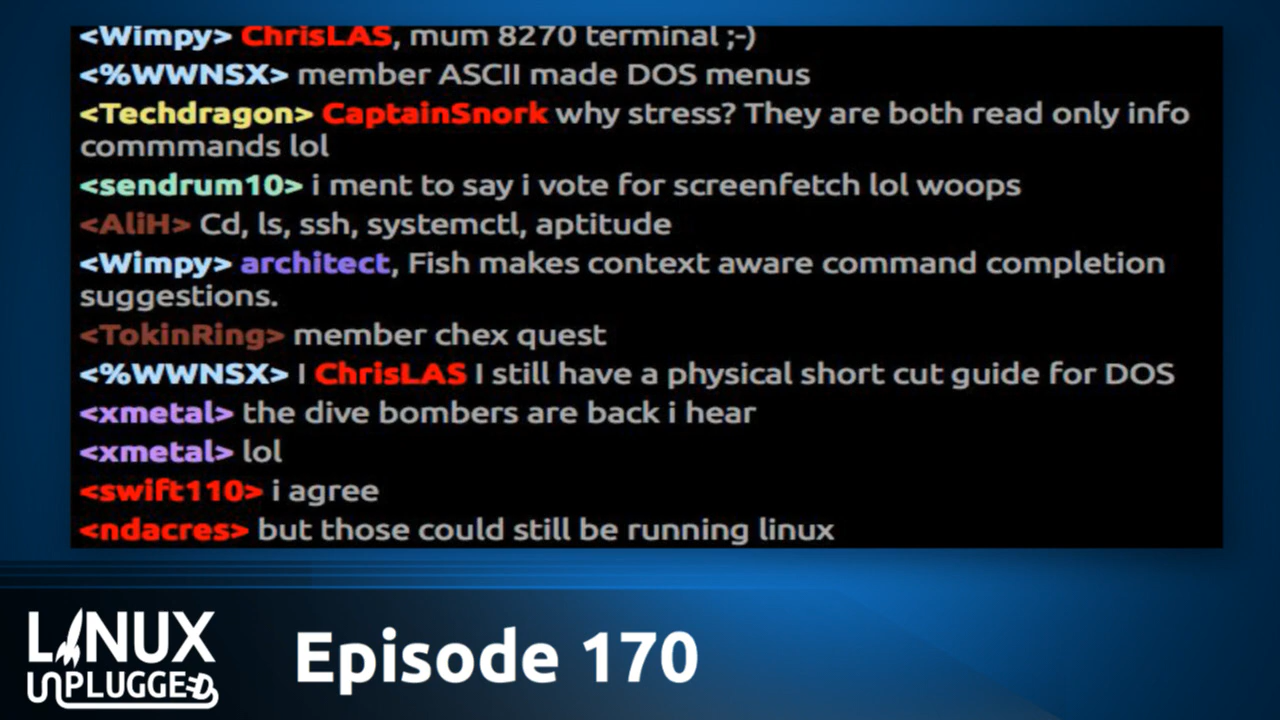 <Wimpy> ChrisLAS, mum 8270 terminal ;-)
<%WWNSX> member ASCII made DOS menus
<Techdragon> CaptainSnork why stress? They are both read only info
commmands lol
<sendrum10> i ment to say i vote for screenfetch lol woops
<AliH> Cd, ls, ssh, systemctl, aptitude
<Wimpy> architect, Fish makes context aware command completion
suggestions.
<TokinRing> member chex quest
<%WWNSX> I ChrisLAS I still have a physical short cut guide for DOS
<xmetal> the dive bombers are back i hear
<xmetal> lol
<swift110> i agree
<ndacres> but those could still be running linux
LINUX
UNPLUGGED
Episode 170